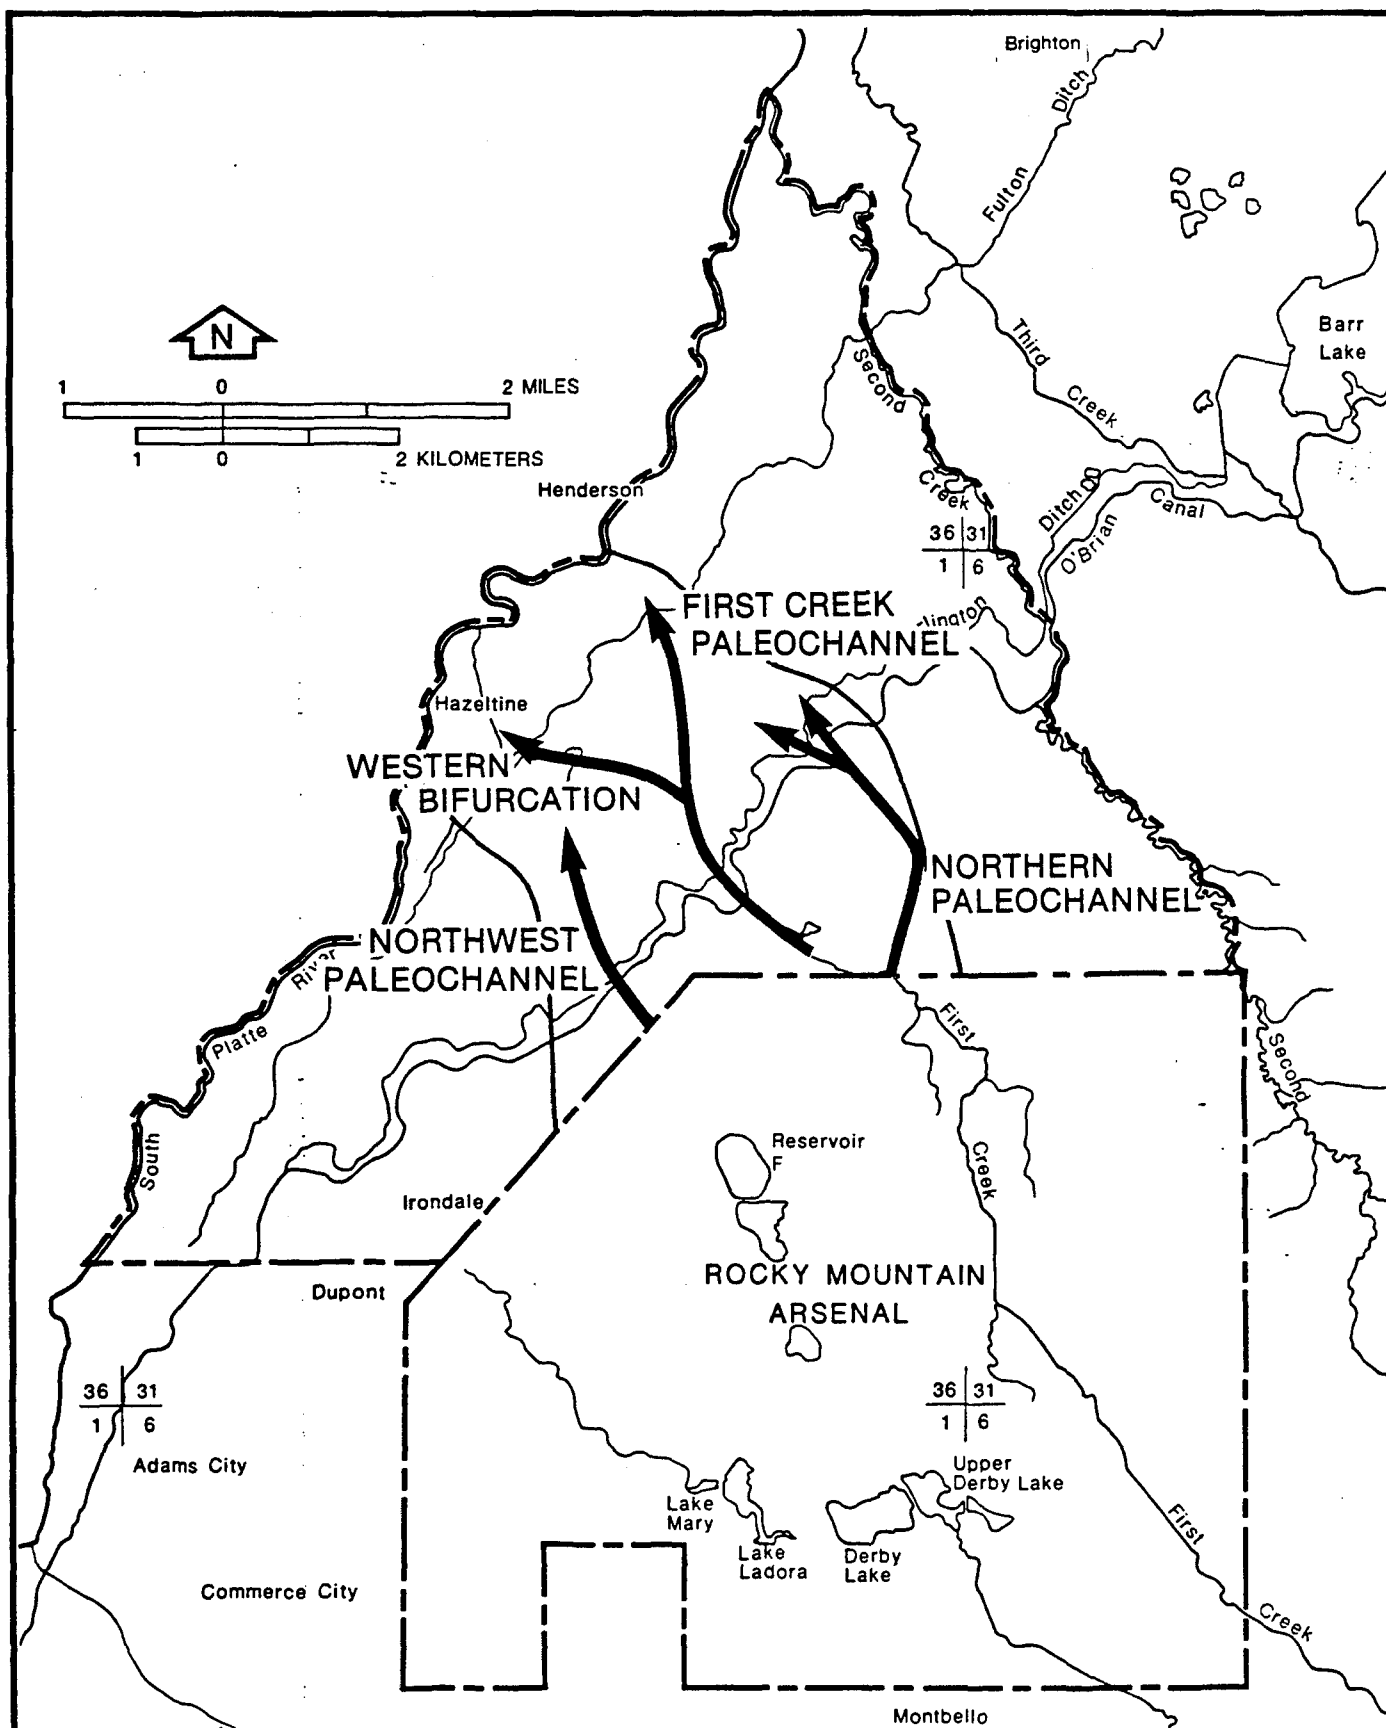 Brighton
Fulton
Ditch
N
Barr
Lake
1 0 2 MILES
1 0 2 KILOMETERS
Third
Creek
Second
Creek
Henderson
Ditch
O'Brian
Canal
36 31
1 6
FIRST CREEK
PALEOCHANNEL
lington
Hazeltine
WESTERN
BIFURCATION
NORTHERN
PALEOCHANNEL
NORTHWEST
PALEOCHANNEL
South
Platte
River
First
Creek
Second
Reservoir
F
Irondale
ROCKY MOUNTAIN
ARSENAL
Dupont
36 31
1 6
36 31
1 6
Adams City
Upper
Derby Lake
Lake
Mary
Lake
Ladora
Derby
Lake
First
Creek
Commerce City
Montbello